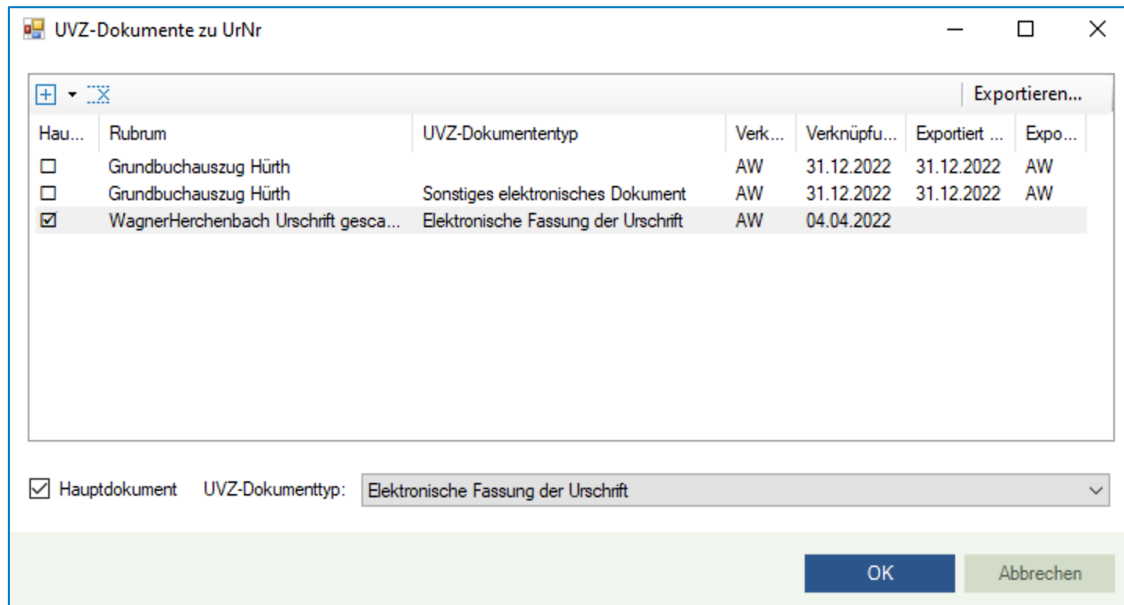 UVZ-Dokumente zu UrNr
Exportieren...
Hau... Rubrum UVZ-Dokumententyp Verk... Verknüpfu... Exportiert ... Expo...
Grundbuchauszug Hürth AW 31.12.2022 31.12.2022 AW
Grundbuchauszug Hürth Sonstiges elektronisches Dokument AW 31.12.2022 31.12.2022 AW
WagnerHerchenbach Urschrift gesca... Elektronische Fassung der Urschrift AW 04.04.2022
Hauptdokument UVZ-Dokumenttyp: Elektronische Fassung der Urschrift
OK Abbrechen